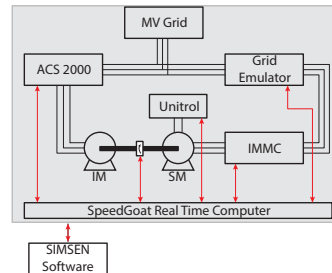 MV Grid
ACS 2000
Grid
Emulator
Unitrol
IMMC
IM
SM
SpeedGoat Real Time Computer
SIMSEN
Software